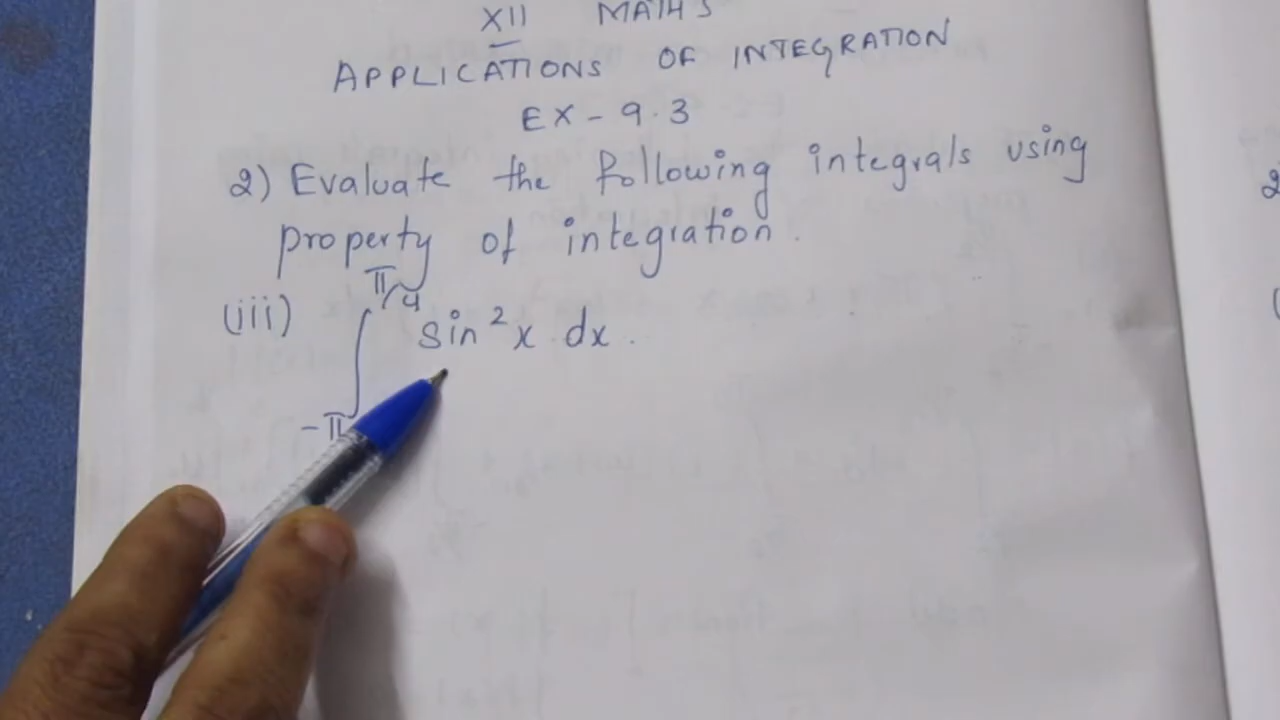 XII MATHS
APPLICATIONS OF INTEGRATION
EX - 9.3
2) Evaluate the following integrals using
property of integration.
(iii) ∫ π/4 sin²x dx.
-π